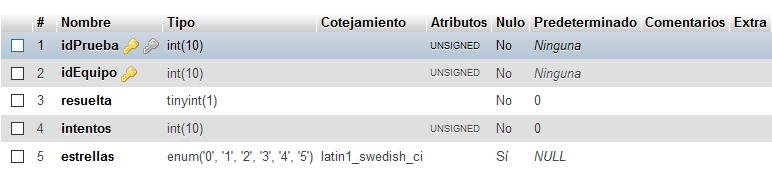 # Nombre Tipo Cotejamiento Atributos Nulo Predeterminado Comentarios Extra
1 idPrueba int(10) UNSIGNED No Ninguna
2 idEquipo int(10) UNSIGNED No Ninguna
3 resuelta tinyint(1) No 0
4 intentos int(10) UNSIGNED No 0
5 estrellas enum('0', '1', '2', '3', '4', '5') latin1_swedish_ci Sí NULL